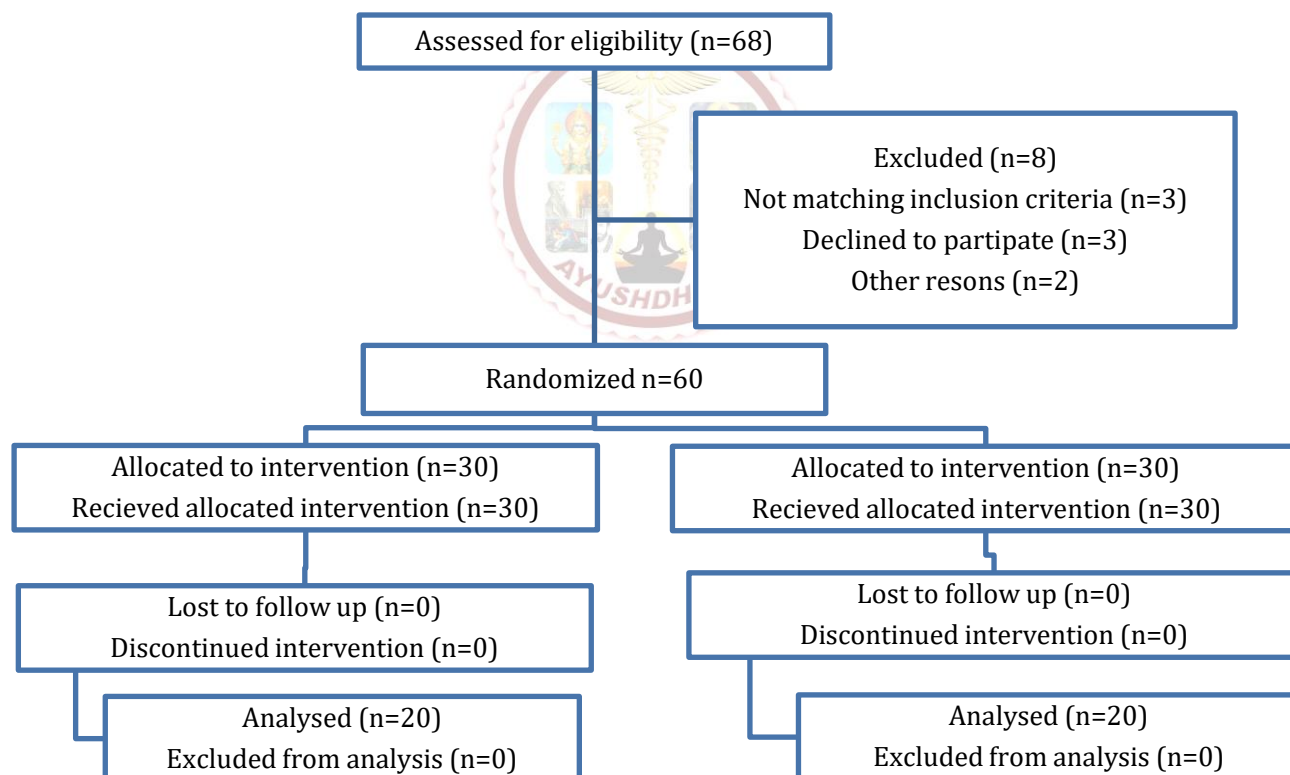 Assessed for eligibility (n=68)
Excluded (n=8)
Not matching inclusion criteria (n=3)
Declined to partipate (n=3)
Other resons (n=2)
AYUSHDH
Randomized n=60
Allocated to intervention (n=30)
Recieved allocated intervention (n=30)
Allocated to intervention (n=30)
Recieved allocated intervention (n=30)
Lost to follow up (n=0)
Discontinued intervention (n=0)
Lost to follow up (n=0)
Discontinued intervention (n=0)
Analysed (n=20)
Excluded from analysis (n=0)
Analysed (n=20)
Excluded from analysis (n=0)